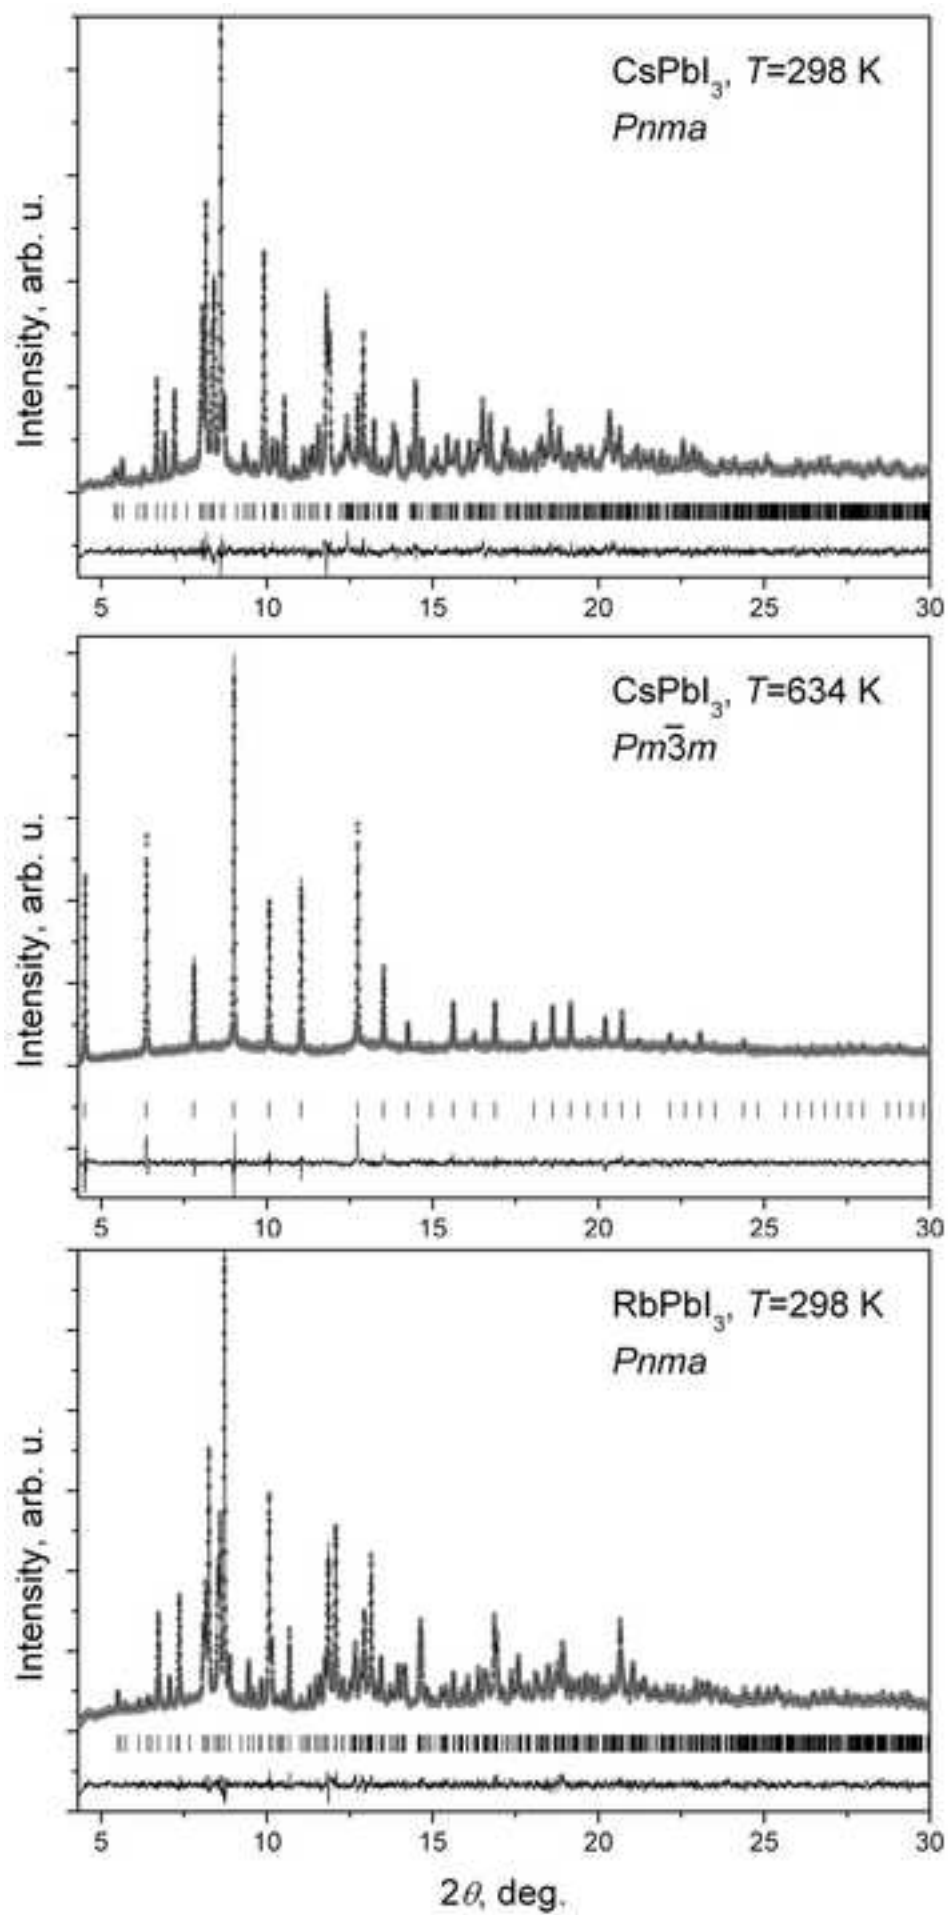 CsPbI₃, T=298 K
Pnma
Intensity, arb. u.
5 10 15 20 25 30
CsPbI₃, T=634 K
Pm3̅m
Intensity, arb. u.
5 10 15 20 25 30
RbPbI₃, T=298 K
Pnma
Intensity, arb. u.
5 10 15 20 25 30
2θ, deg.